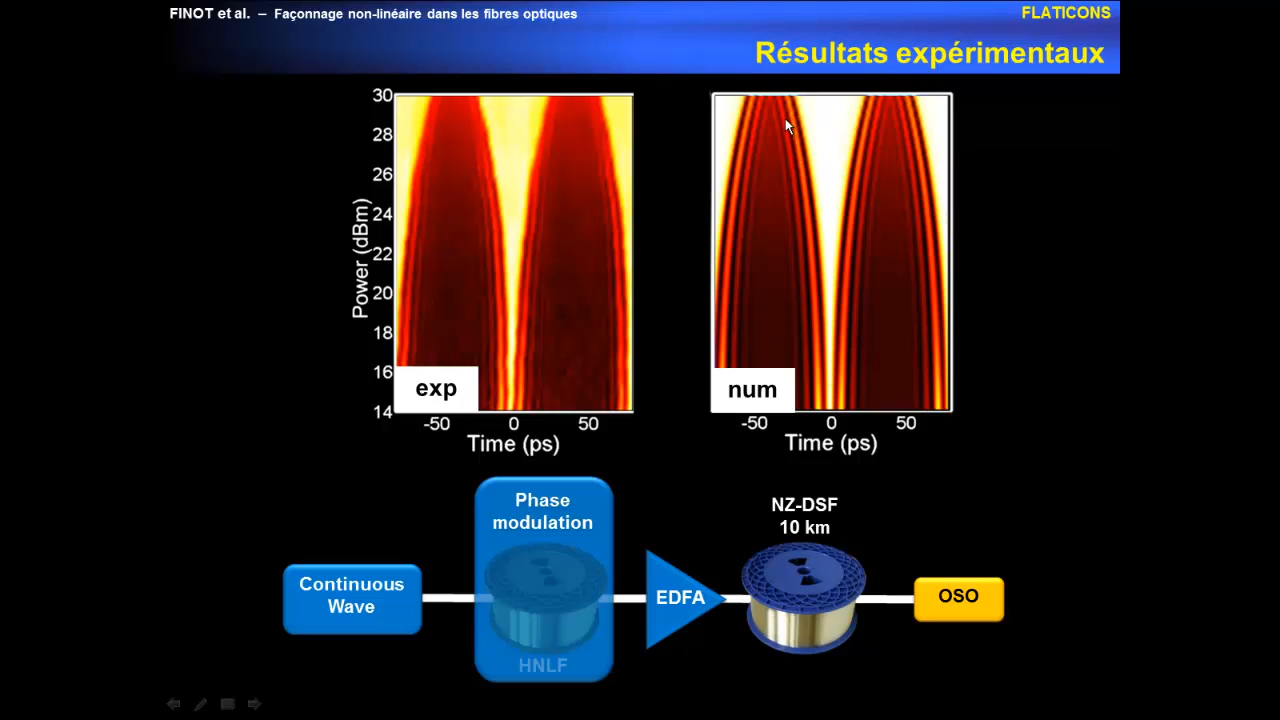 FINOT et al. – Façonnage non-linéaire dans les fibres optiques
FLATICONS
Résultats expérimentaux
Power (dBm)
30
28
26
24
22
20
18
16
14
exp
-50 0 50
Time (ps)
num
-50 0 50
Time (ps)
Continuous
Wave
Phase
modulation
HNLF
EDFA
NZ-DSF
10 km
OSO